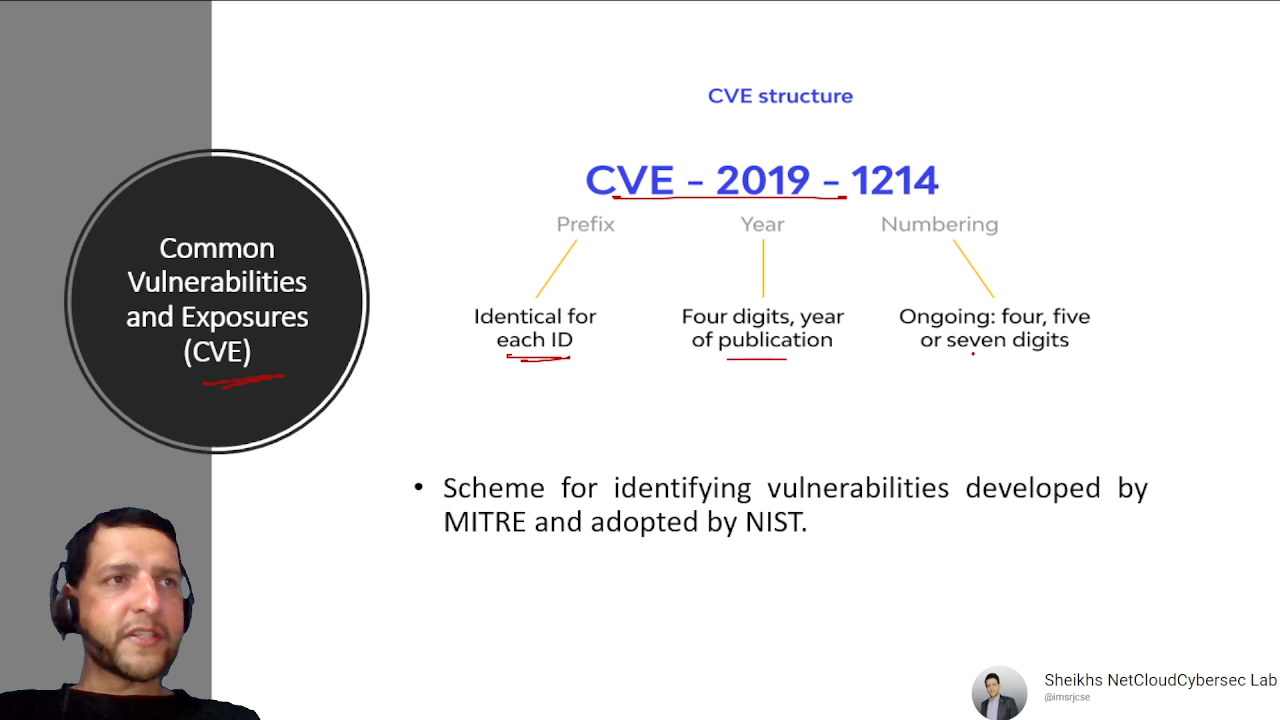 CVE structure
CVE - 2019 - 1214
Prefix
Year
Numbering
Identical for
each ID
Four digits, year
of publication
Ongoing: four, five
or seven digits
Common
Vulnerabilities
and Exposures
(CVE)
• Scheme for identifying vulnerabilities developed by
MITRE and adopted by NIST.
Sheikhs NetCloudCybersec Lab
@imsrjcse